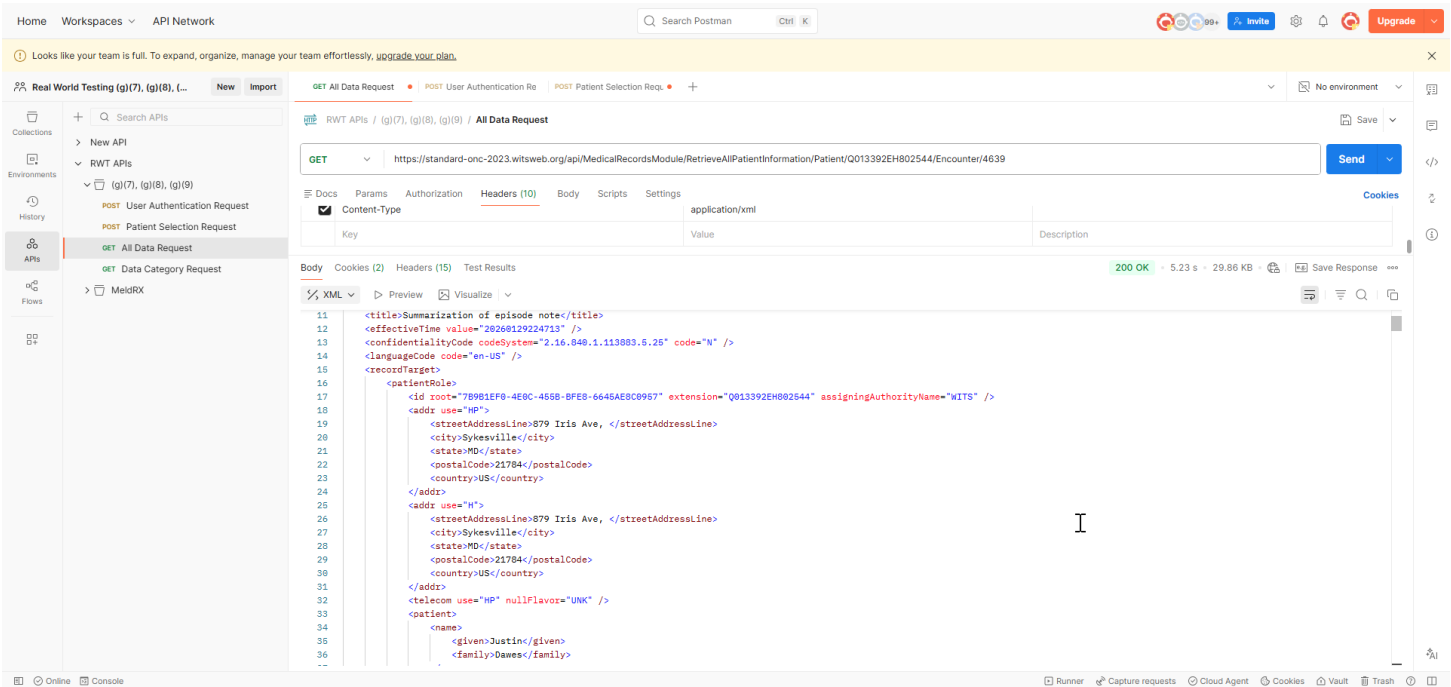 Home Workspaces API Network Search Postman Ctrl K 99+ Invite Upgrade
Looks like your team is full. To expand, organize, manage your team effortlessly, upgrade your plan.
Real World Testing (g)(7), (g)(8), (... New Import GET All Data Request POST User Authentication Re POST Patient Selection Requ No environment
Collections
Environments
History
APIs
Flows
Search APIs
New API
RWT APIs
(g)(7), (g)(8), (g)(9)
POST User Authentication Request
POST Patient Selection Request
GET All Data Request
GET Data Category Request
MeldRX
RWT APIs / (g)(7), (g)(8), (g)(9) / All Data Request Save
GET https://standard-onc-2023.witsweb.org/api/MedicalRecordsModule/RetrieveAllPatientInformation/Patient/Q013392EH802544/Encounter/4639 Send
Docs Params Authorization Headers (10) Body Scripts Settings Cookies
Content-Type application/xml
Key Value Description
Body Cookies (2) Headers (15) Test Results 200 OK 5.23 s 29.86 KB Save Response
XML Preview Visualize
11 <title>Summarization of episode note</title>
12 <effectiveTime value="20260129224713" />
13 <confidentialityCode codeSystem="2.16.840.1.113883.5.25" code="N" />
14 <languageCode code="en-US" />
15 <recordTarget>
16 <patientRole>
17 <id root="7B9B1EF0-4E0C-455B-BFE8-6645AE8C0957" extension="Q013392EH802544" assigningAuthorityName="WITS" />
18 <addr use="HP">
19 <streetAddressLine>879 Iris Ave, </streetAddressLine>
20 <city>Sykesville</city>
21 <state>MD</state>
22 <postalCode>21784</postalCode>
23 <country>US</country>
24 </addr>
25 <addr use="H">
26 <streetAddressLine>879 Iris Ave, </streetAddressLine>
27 <city>Sykesville</city>
28 <state>MD</state>
29 <postalCode>21784</postalCode>
30 <country>US</country>
31 </addr>
32 <telecom use="HP" nullFlavor="UNK" />
33 <patient>
34 <name>
35 <given>Justin</given>
36 <family>Dawes</family>
Online Console Runner Capture requests Cloud Agent Cookies Vault Trash
AI